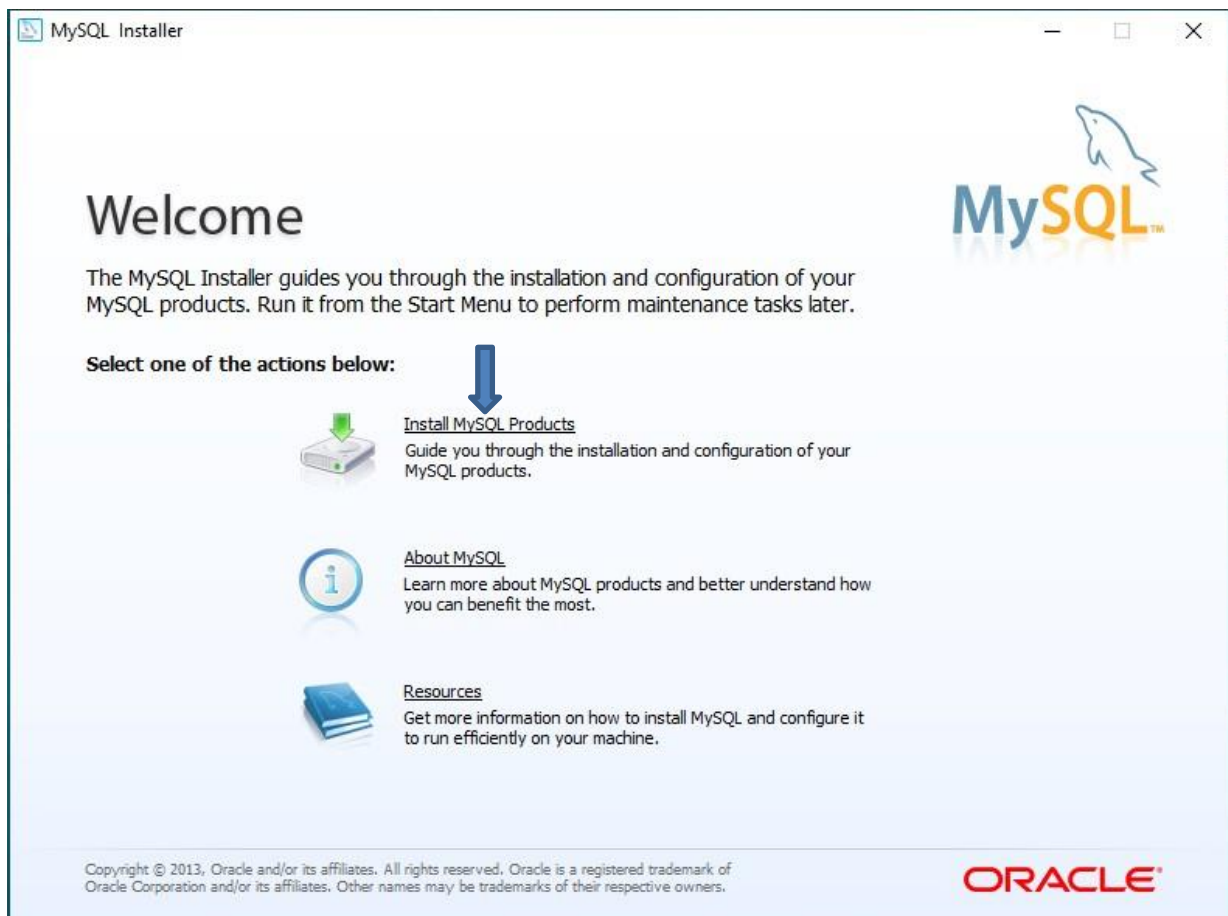 MySQL Installer
MySQL™
Welcome
The MySQL Installer guides you through the installation and configuration of your
MySQL products. Run it from the Start Menu to perform maintenance tasks later.
Select one of the actions below:
Install MySQL Products
Guide you through the installation and configuration of your
MySQL products.
About MySQL
Learn more about MySQL products and better understand how
you can benefit the most.
Resources
Get more information on how to install MySQL and configure it
to run efficiently on your machine.
Copyright © 2013, Oracle and/or its affiliates. All rights reserved. Oracle is a registered trademark of
Oracle Corporation and/or its affiliates. Other names may be trademarks of their respective owners.
ORACLE®